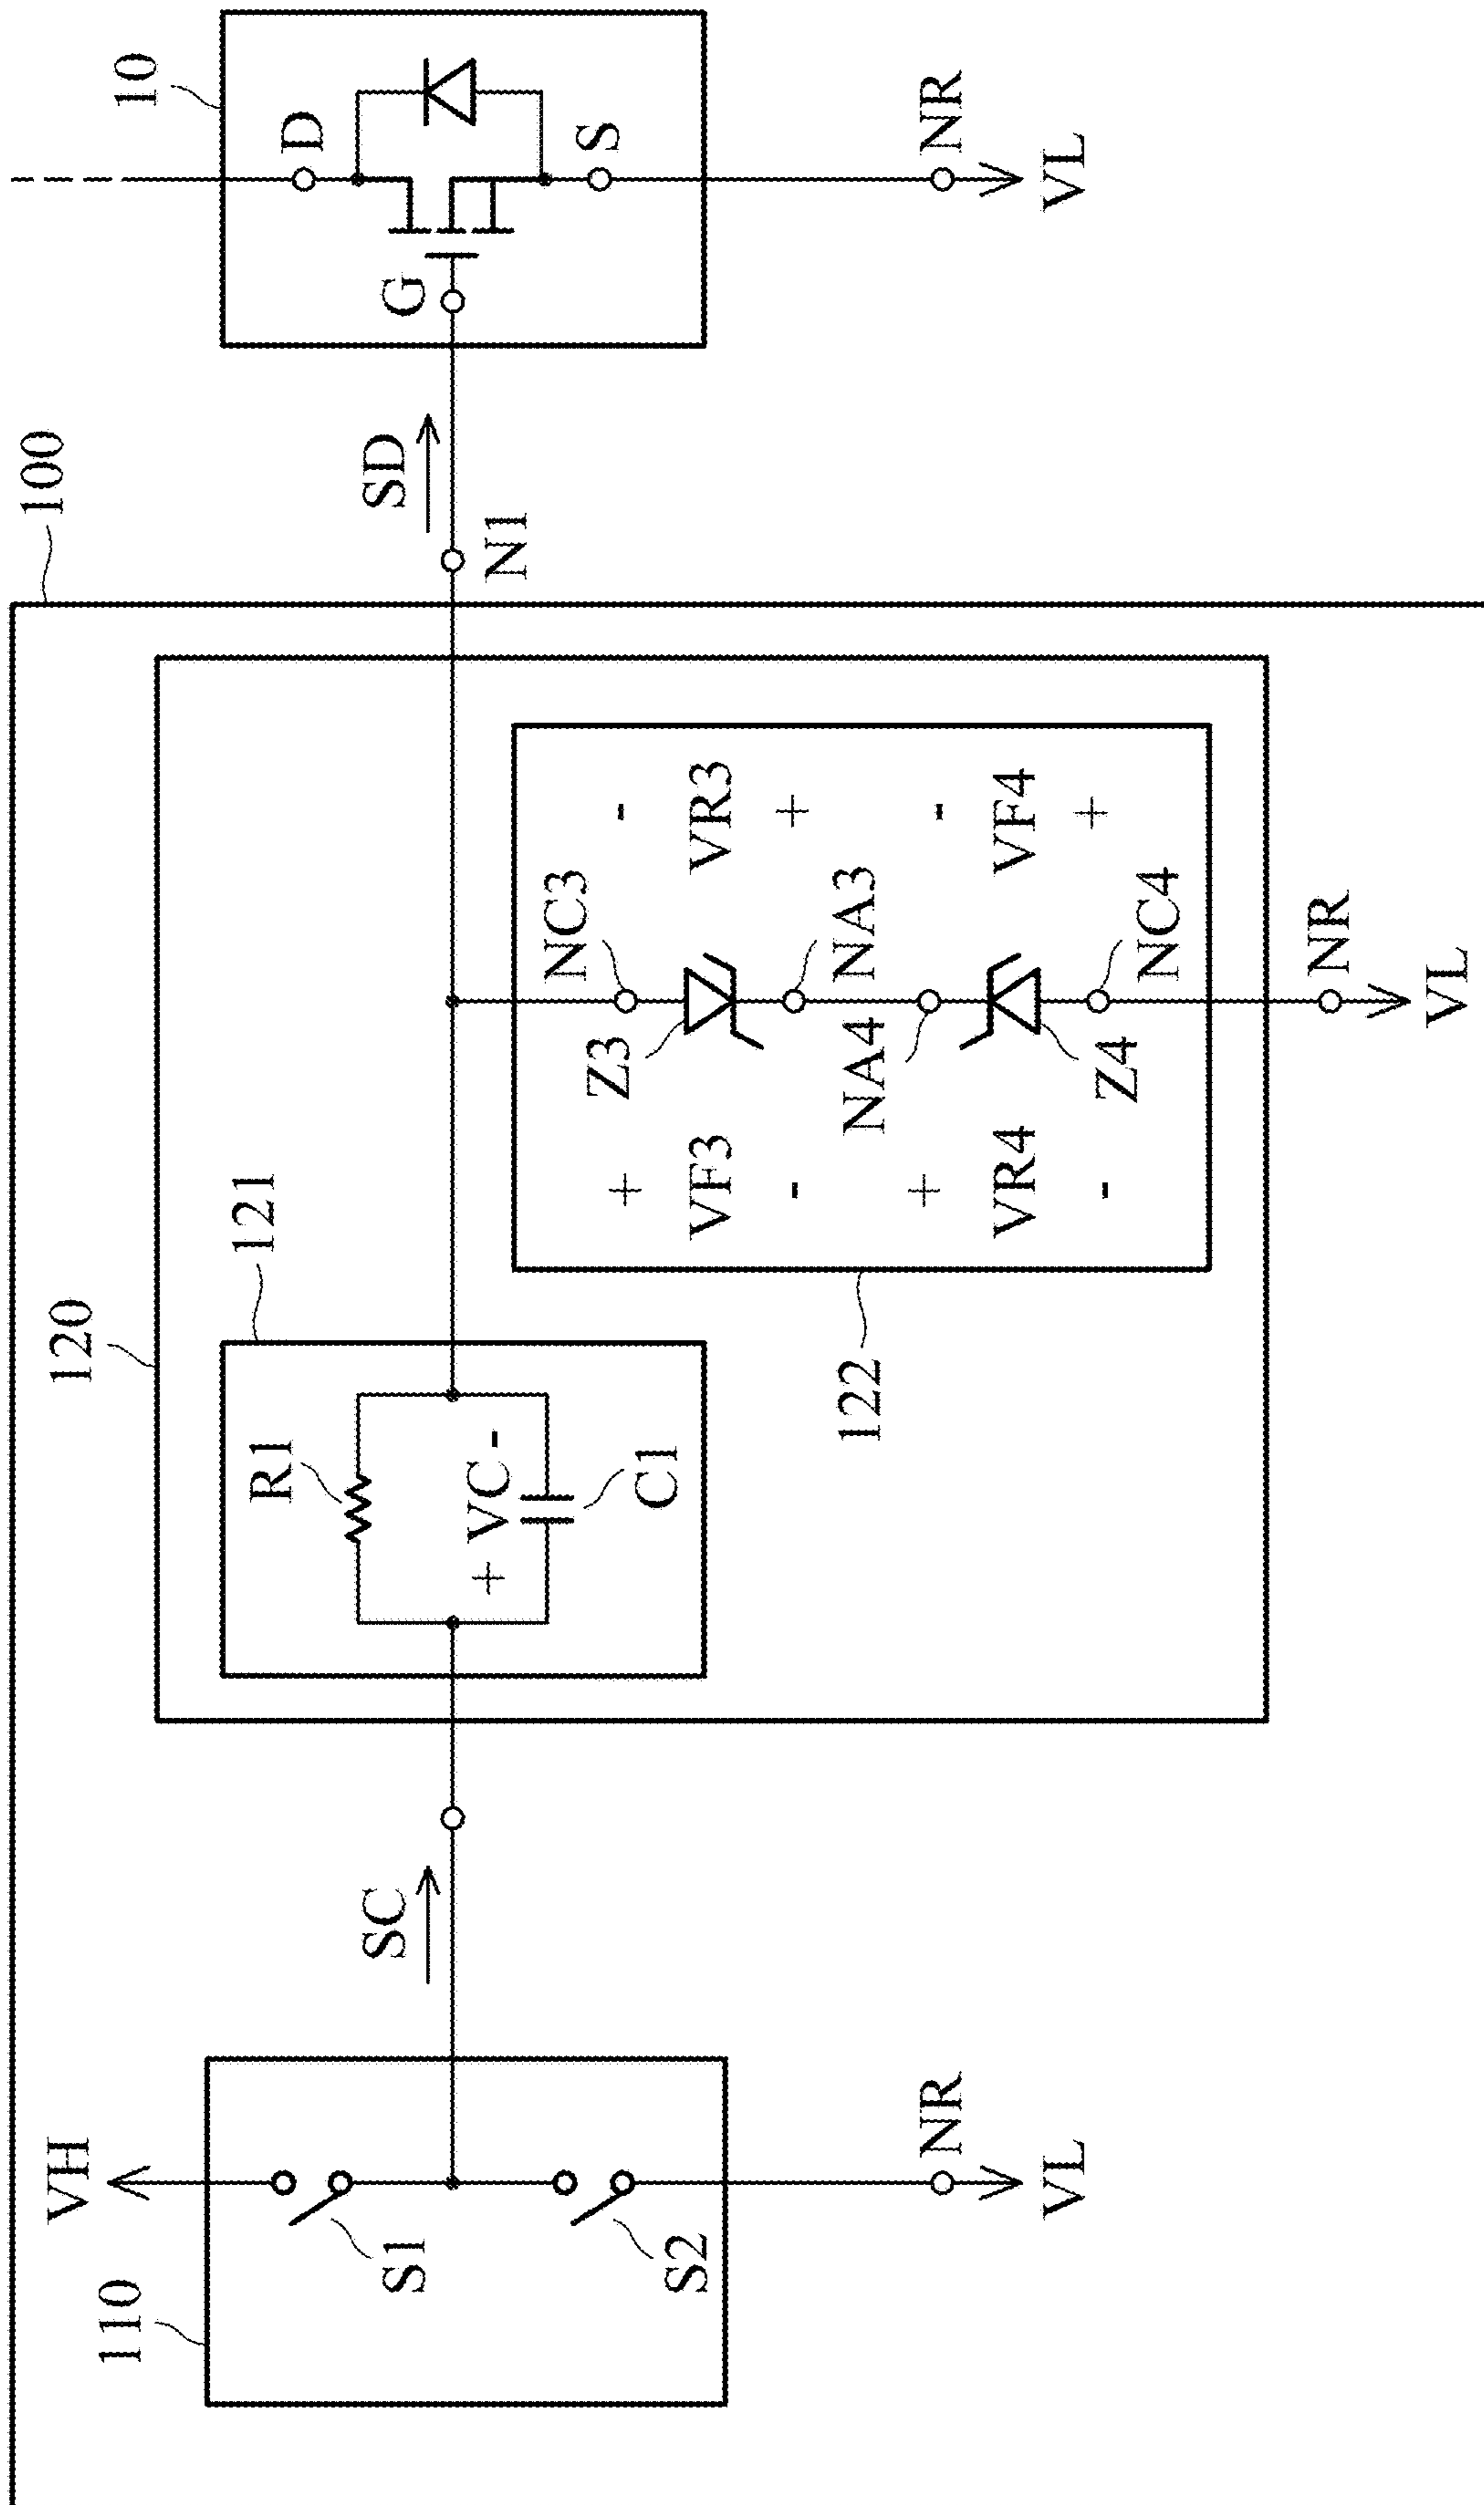 100
110
VH
S1
S2
NR
VL
SC
120
121
R1
+ VC -
C1
122
+
VF3
-
+
VR4
-
Z3
NC3
NA3
NA4
Z4
NC4
-
VR3
+
-
VF4
+
NR
VL
SD
N1
10
D
G
S
NR
VL